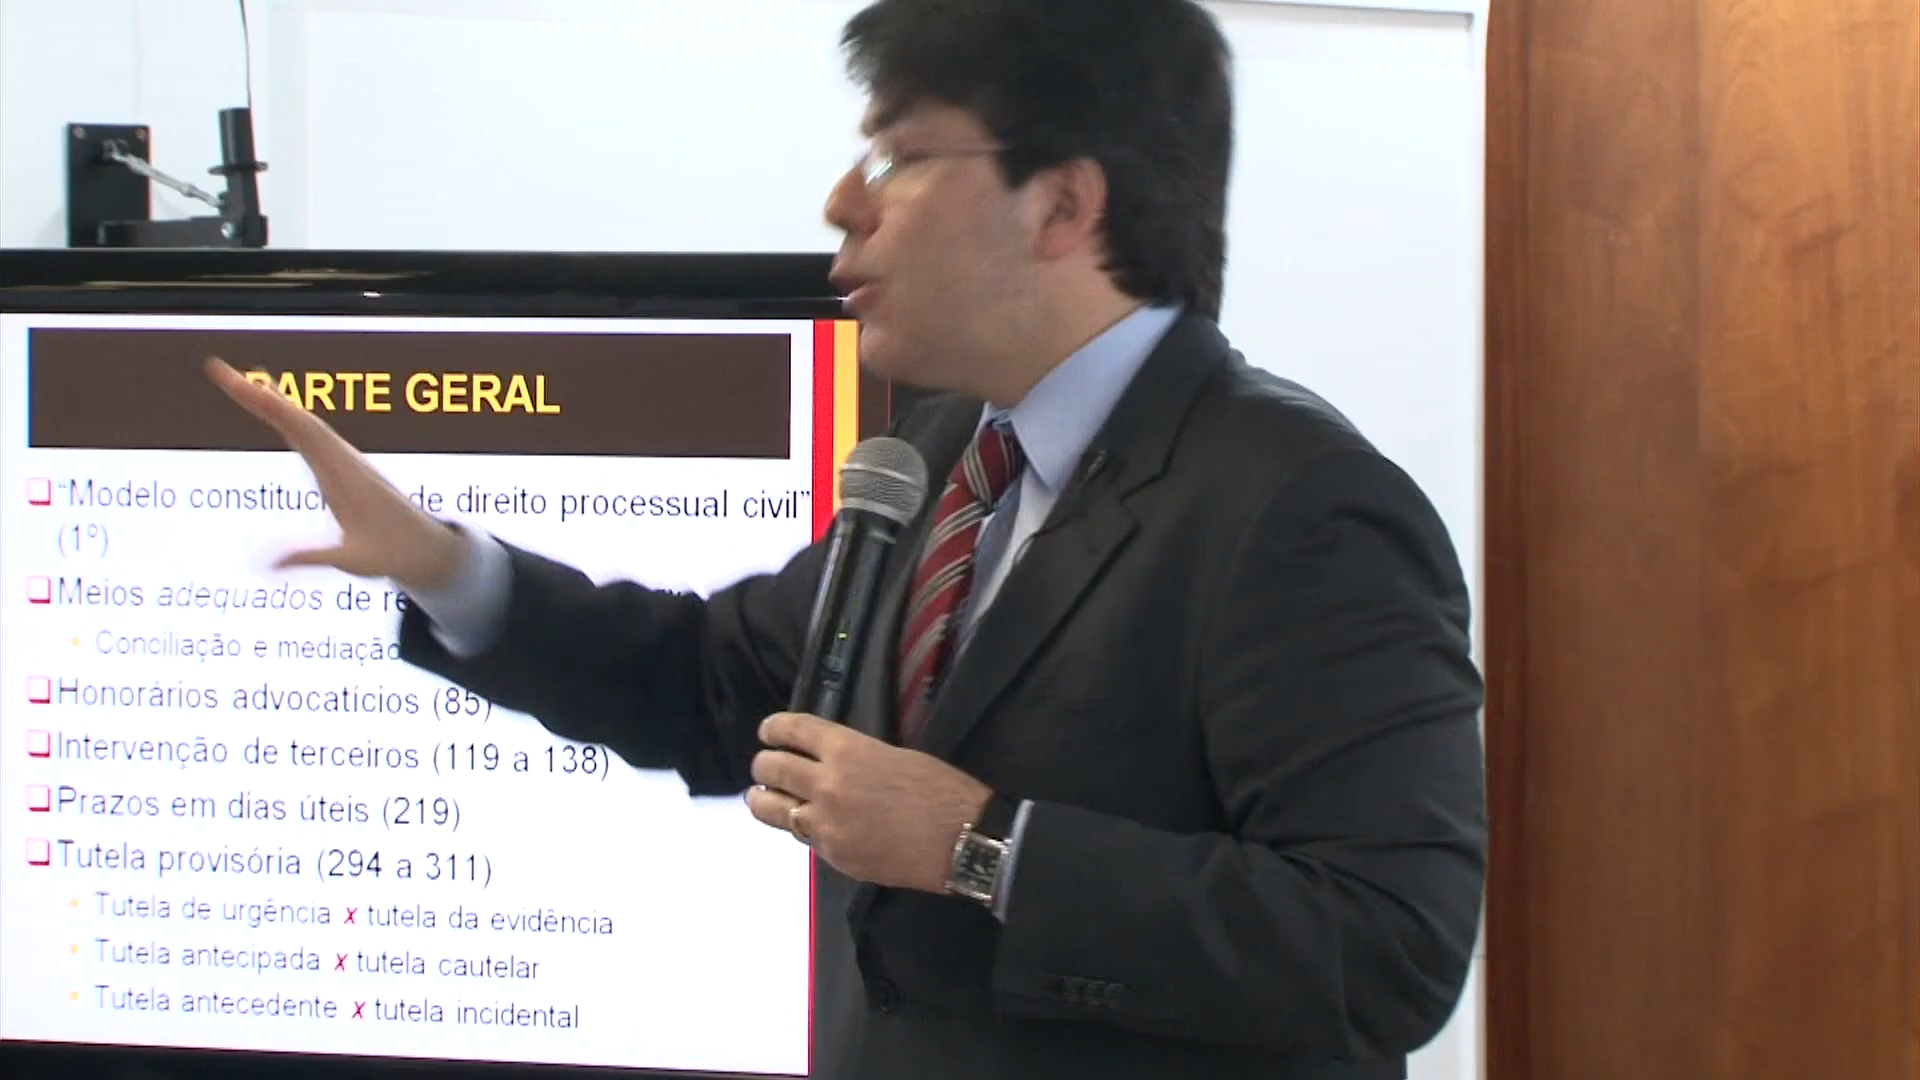 PARTE GERAL
“Modelo de direito processual civil”
(1º)
Meios adequados de
Conciliação e mediação
Honorários advocatícios (85)
Intervenção de terceiros (119 a 138)
Prazos em dias úteis (219)
Tutela provisória (294 a 311)
Tutela de urgência x tutela da evidência
Tutela antecipada x tutela cautelar
Tutela antecedente x tutela incidental